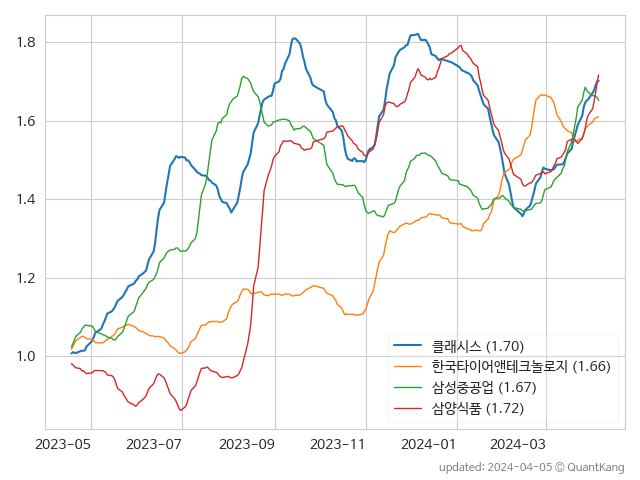 1.8
1.6
1.4
1.2
1.0
클래시스 (1.70)
한국타이어앤테크놀로지 (1.66)
삼성중공업 (1.67)
삼양식품 (1.72)
2023-05 2023-07 2023-09 2023-11 2024-01 2024-03
updated: 2024-04-05 © QuantKang